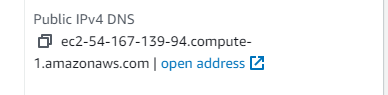 Public IPv4 DNS
ec2-54-167-139-94.compute-
1.amazonaws.com | open address